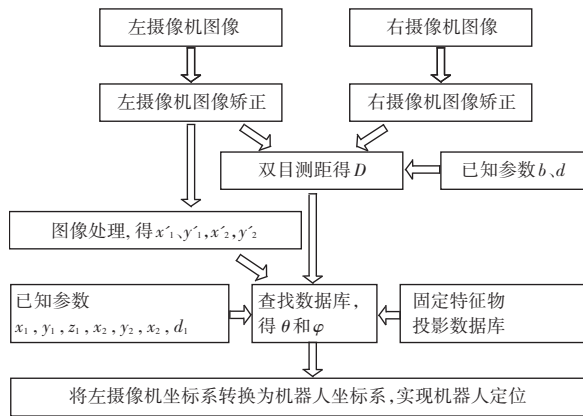 左摄像机图像
右摄像机图像
左摄像机图像矫正
右摄像机图像矫正
双目测距得D
已知参数b、d
图像处理,得x′₁、y′₁,x′₂,y′₂
已知参数
x₁,y₁,z₁,x₂,y₂,x₂,d₁
查找数据库,
得θ和φ
固定特征物
投影数据库
将左摄像机坐标系转换为机器人坐标系,实现机器人定位